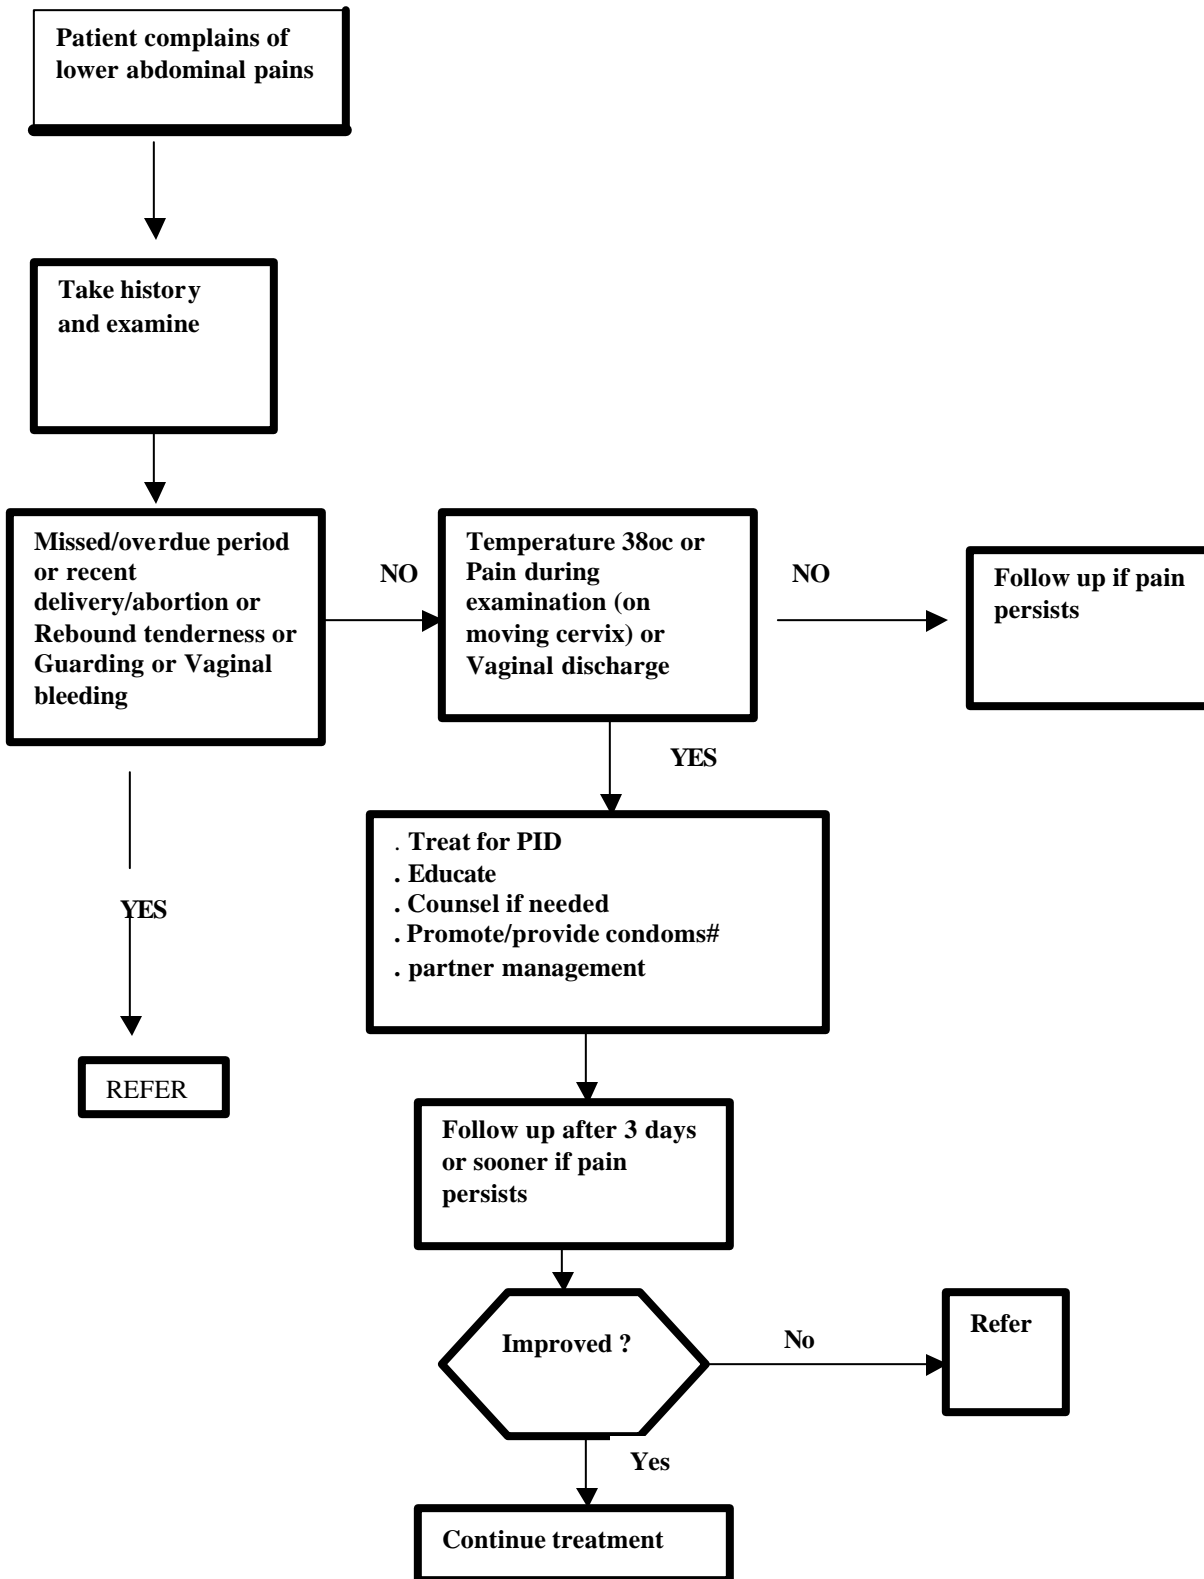 Patient complains of
lower abdominal pains
Take history
and examine
Missed/overdue period
or recent
delivery/abortion or
Rebound tenderness or
Guarding or Vaginal
bleeding
NO
Temperature 38oc or
Pain during
examination (on
moving cervix) or
Vaginal discharge
NO
Follow up if pain
persists
YES
. Treat for PID
. Educate
. Counsel if needed
. Promote/provide condoms#
. partner management
YES
REFER
Follow up after 3 days
or sooner if pain
persists
Improved ?
No
Refer
Yes
Continue treatment